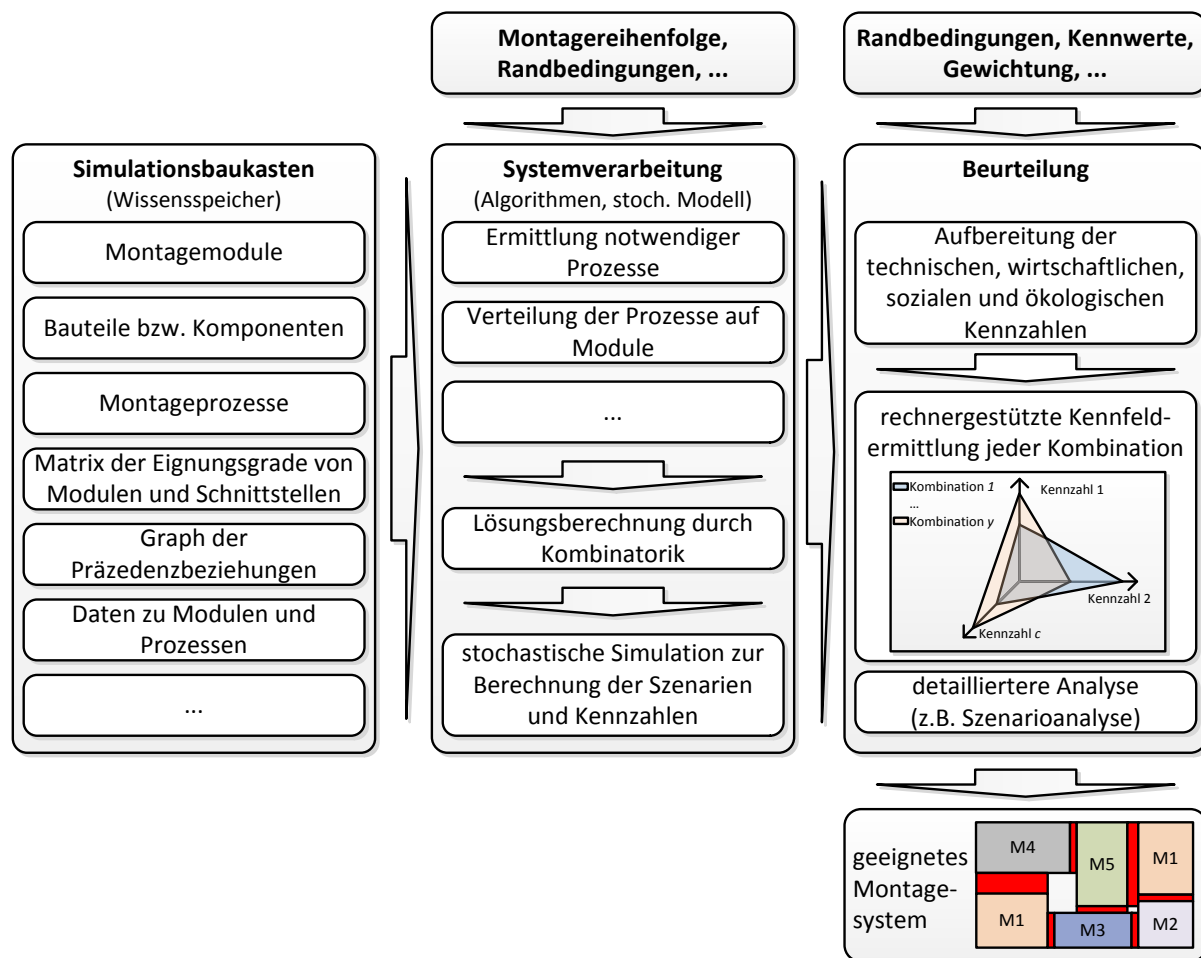 Montagereihenfolge,
Randbedingungen, ...
Randbedingungen, Kennwerte,
Gewichtung, ...
Simulationsbaukasten
(Wissensspeicher)
Montagemodule
Bauteile bzw. Komponenten
Montageprozesse
Matrix der Eignungsgrade von
Modulen und Schnittstellen
Graph der
Präzedenzbeziehungen
Daten zu Modulen und
Prozessen
...
Systemverarbeitung
(Algorithmen, stoch. Modell)
Ermittlung notwendiger
Prozesse
Verteilung der Prozesse auf
Module
...
Lösungsberechnung durch
Kombinatorik
stochastische Simulation zur
Berechnung der Szenarien
und Kennzahlen
Beurteilung
Aufbereitung der
technischen, wirtschaftlichen,
sozialen und ökologischen
Kennzahlen
rechnergestützte Kennfeld-
ermittlung jeder Kombination
Kombination 1
...
Kombination y
Kennzahl 1
Kennzahl 2
Kennzahl c
detailliertere Analyse
(z.B. Szenarioanalyse)
geeignetes
Montage-
system
M4
M5
M1
M1
M3
M2